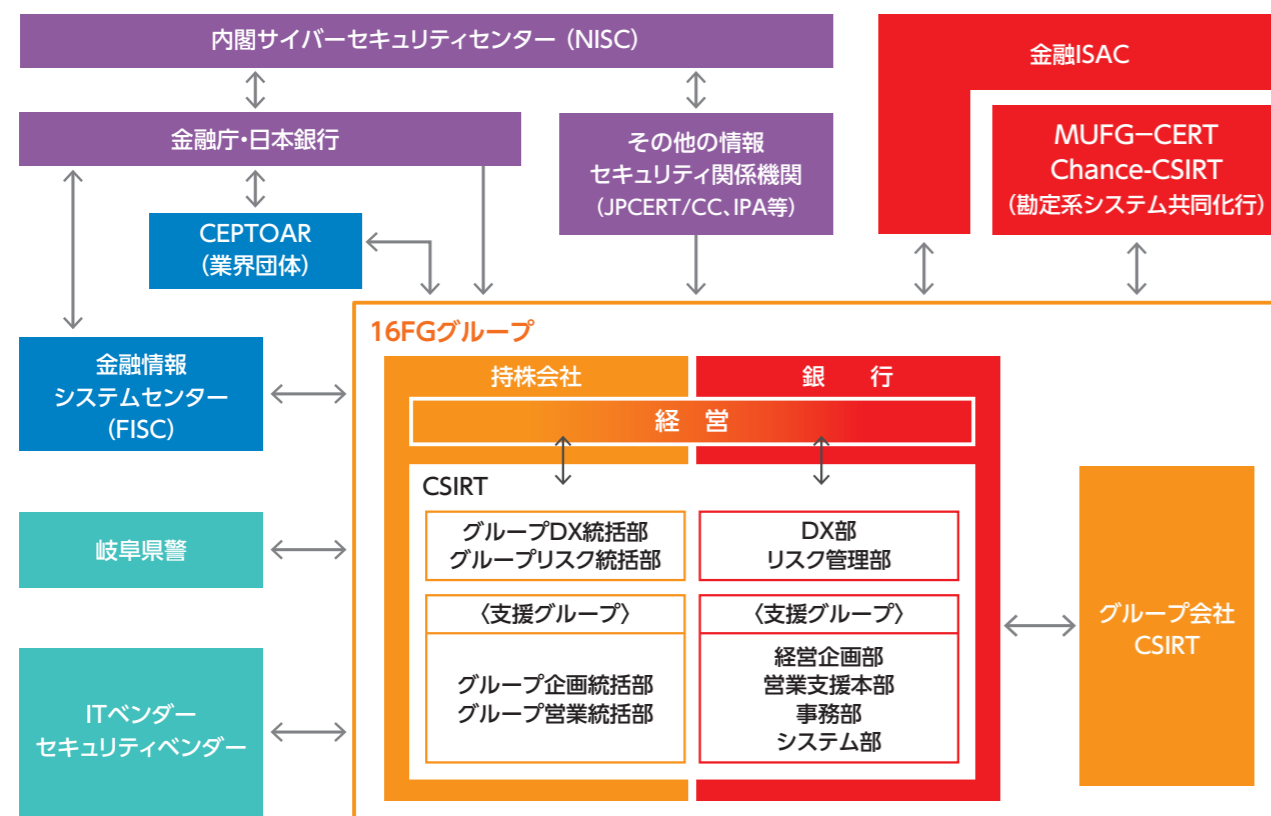 内閣サイバーセキュリティセンター（NISC）
金融ISAC
金融庁・日本銀行
その他の情報
セキュリティ関係機関
（JPCERT/CC、IPA等）
MUFG－CERT
Chance-CSIRT
（勘定系システム共同化行）
CEPTOAR
（業界団体）
16FGグループ
金融情報
システムセンター
（FISC）
持株会社
銀　行
経　営
CSIRT
グループDX統括部
グループリスク統括部
DX部
リスク管理部
岐阜県警
〈支援グループ〉
グループ企画統括部
グループ営業統括部
〈支援グループ〉
経営企画部
営業支援本部
事務部
システム部
グループ会社
CSIRT
ITベンダー
セキュリティベンダー